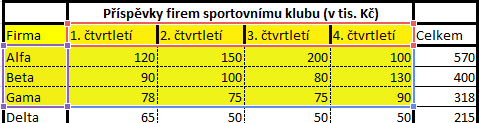 Příspěvky firem sportovnímu klubu (v tis. Kč)
Firma 1. čtvrtletí 2. čtvrtletí 3. čtvrtletí 4. čtvrtletí Celkem
Alfa 120 150 200 100 570
Beta 90 100 80 130 400
Gama 78 75 75 90 318
Delta 65 50 50 50 215